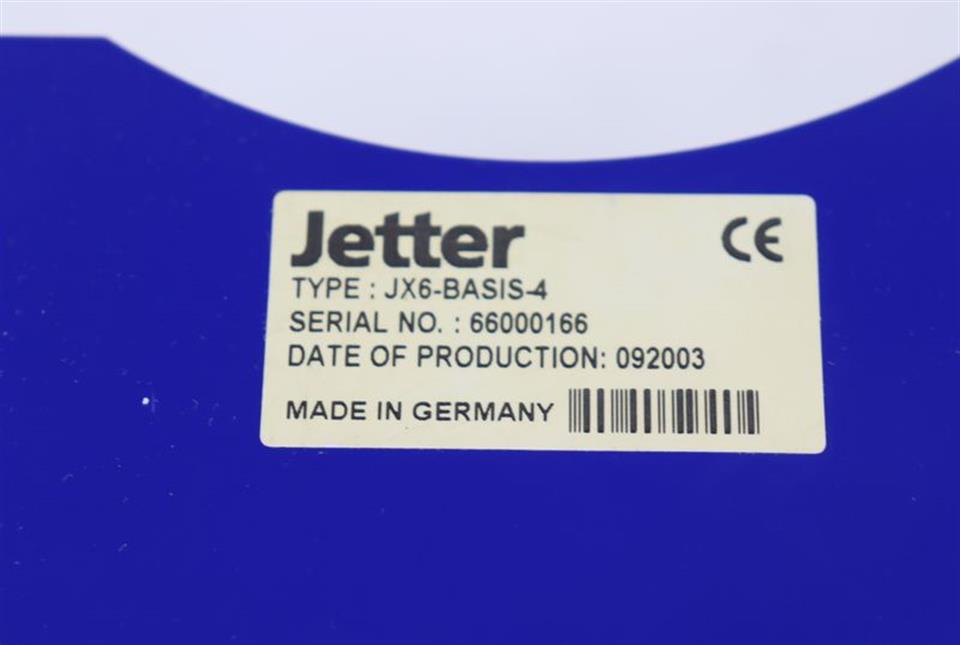 Jetter CE
TYPE : JX6-BASIS-4
SERIAL NO. : 66000166
DATE OF PRODUCTION: 092003
MADE IN GERMANY